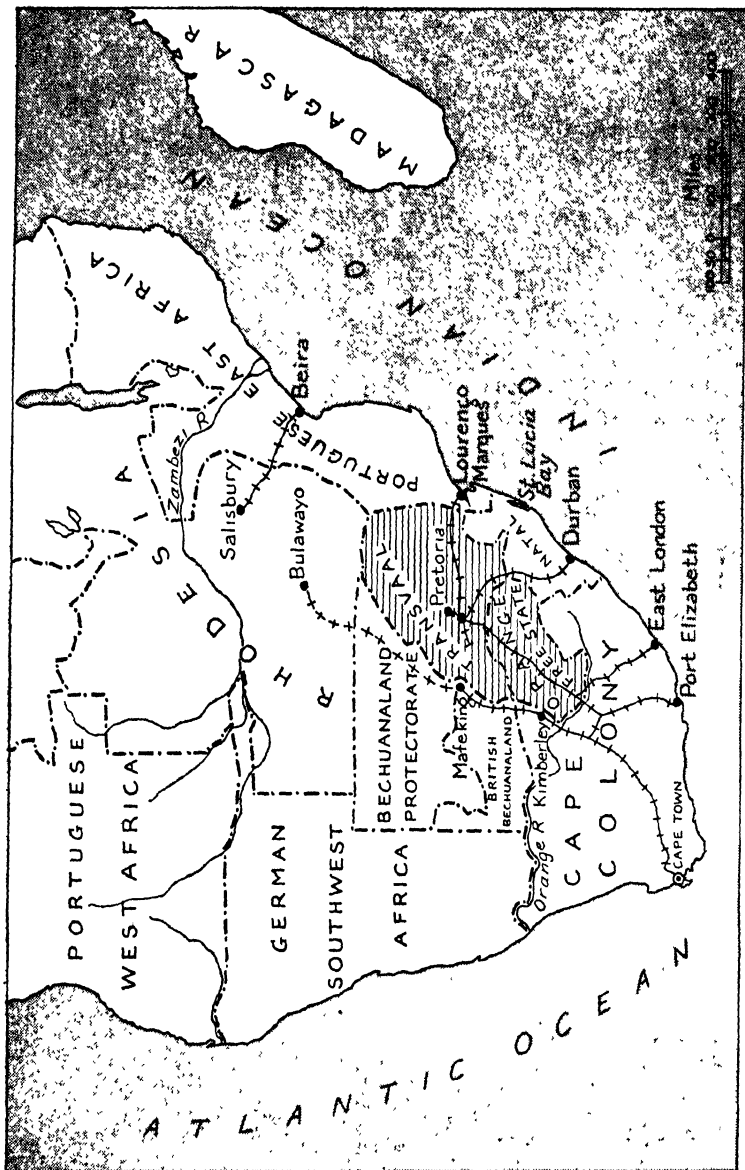 MADAGASCAR
INDIAN OCEAN
ATLANTIC OCEAN
PORTUGUESE
WEST AFRICA
RHODESIA
Zambezi R
PORTUGUESE EAST AFRICA
Salisbury
Beira
Bulawayo
GERMAN
SOUTHWEST
AFRICA
BECHUANALAND
PROTECTORATE
TRANSVAAL
Pretoria
Lourenço
Marques
Mafeking
BRITISH
BECHUANALAND
ORANGE
FREE STATE
St. Lucia
Bay
NATAL
Durban
Orange R
Kimberley
CAPE
COLONY
East London
Port Elizabeth
CAPE TOWN
Miles